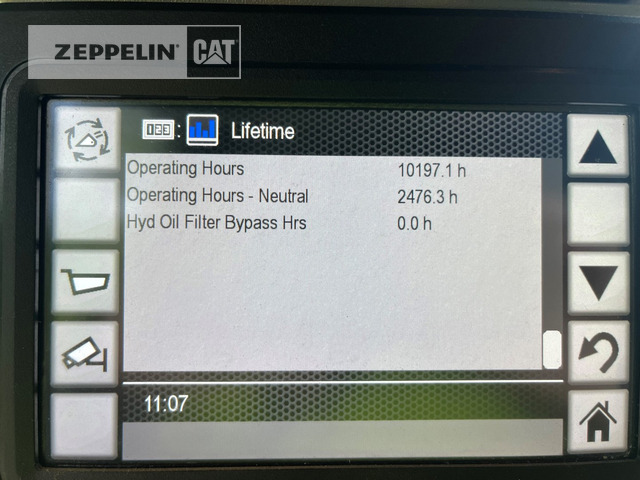 ZEPPELIN CAT
123 : Lifetime
Operating Hours 10197.1 h
Operating Hours - Neutral 2476.3 h
Hyd Oil Filter Bypass Hrs 0.0 h
11:07